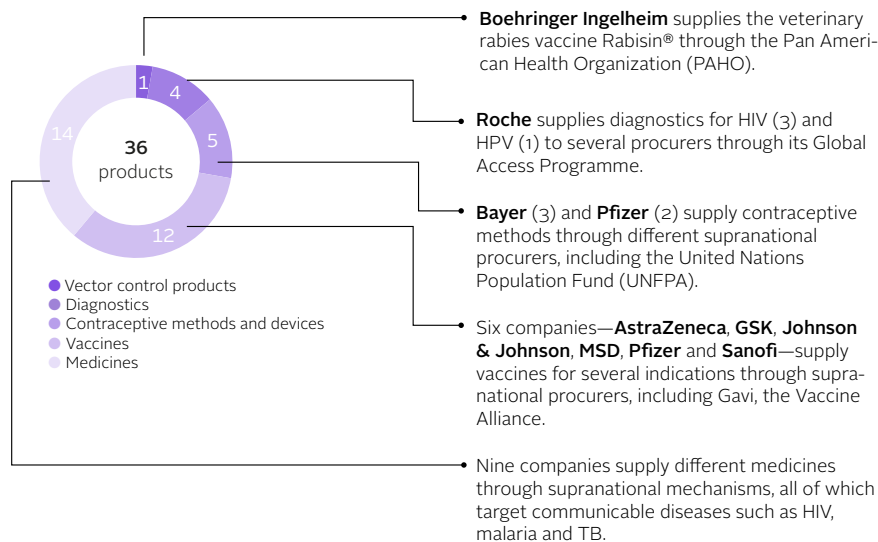 Boehringer Ingelheim supplies the veterinary
rabies vaccine Rabisin® through the Pan Ameri-
can Health Organization (PAHO).
1
4
14
5
36
products
12
Roche supplies diagnostics for HIV (3) and
HPV (1) to several procurers through its Global
Access Programme.
Bayer (3) and Pfizer (2) supply contraceptive
methods through different supranational
procurers, including the United Nations
Population Fund (UNFPA).
Vector control products
Diagnostics
Contraceptive methods and devices
Vaccines
Medicines
Six companies—AstraZeneca, GSK, Johnson
& Johnson, MSD, Pfizer and Sanofi—supply
vaccines for several indications through supra-
national procurers, including Gavi, the Vaccine
Alliance.
Nine companies supply different medicines
through supranational mechanisms, all of which
target communicable diseases such as HIV,
malaria and TB.